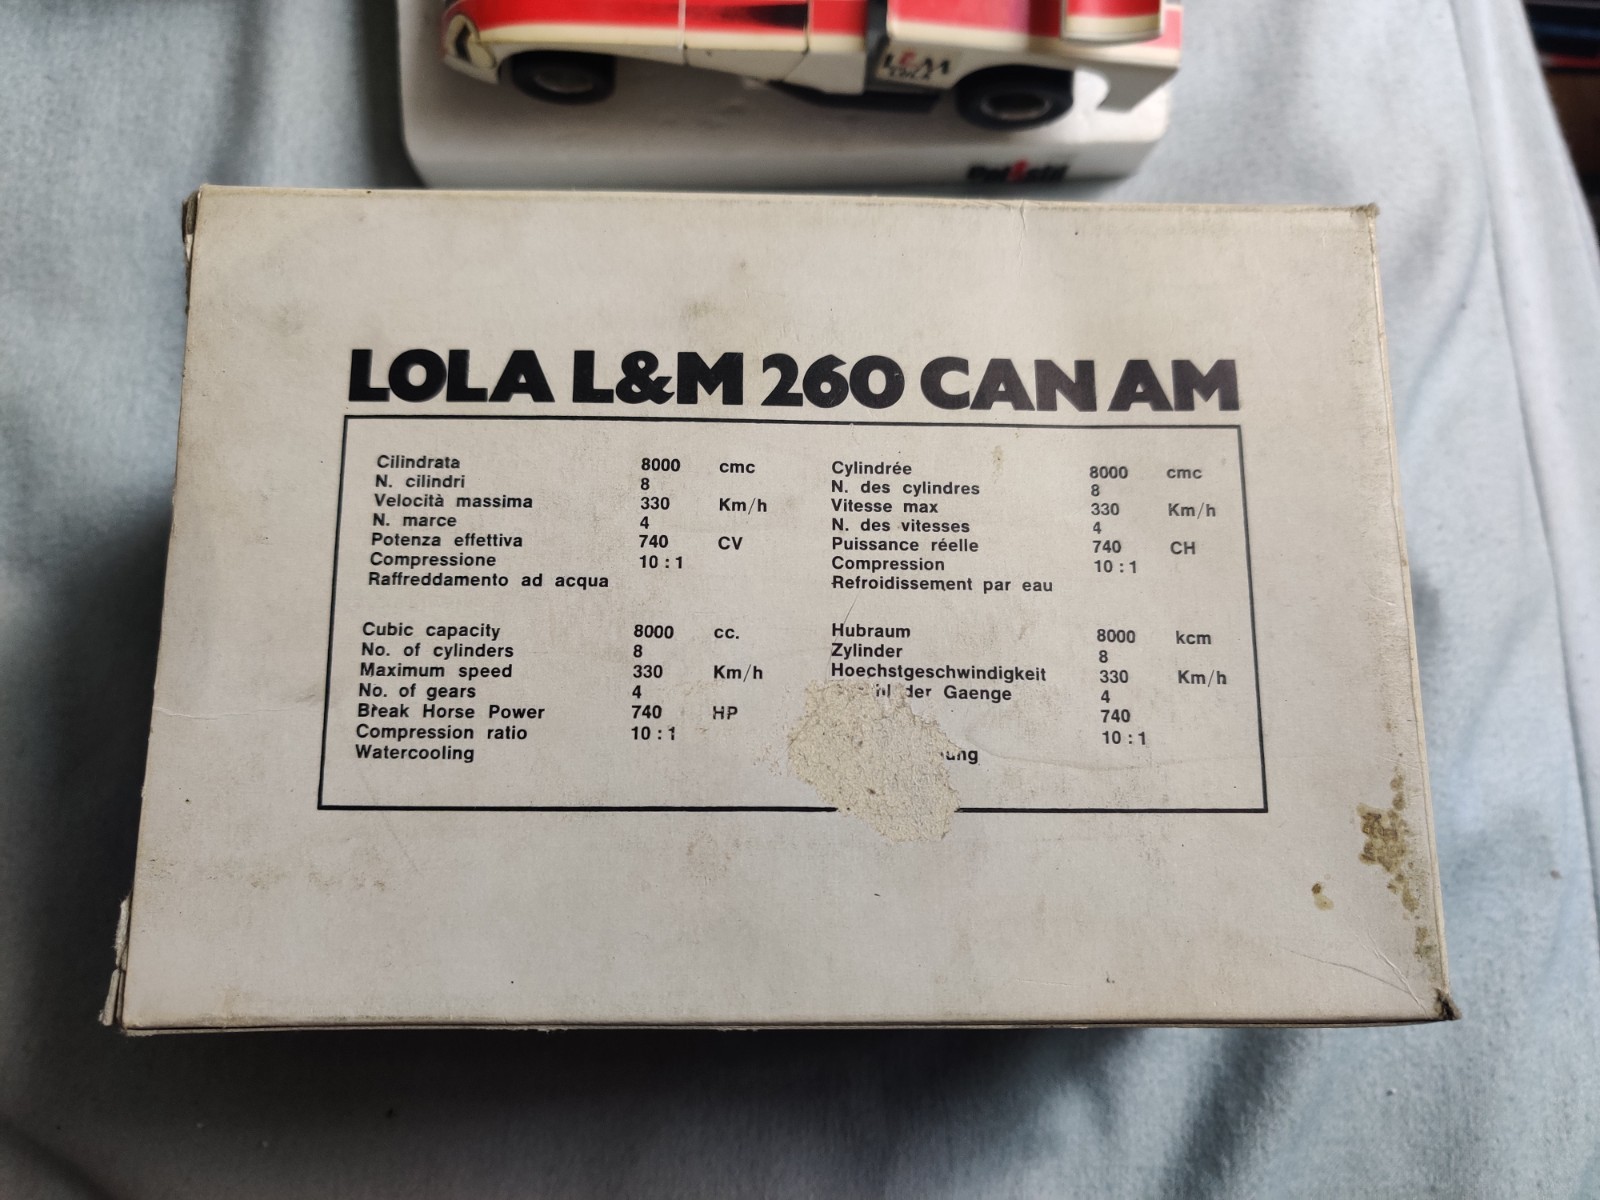 L&M
LOLA
Polistil
LOLA L&M 260 CAN AM
Cilindrata 8000 cmc
N. cilindri 8
Velocità massima 330 Km/h
N. marce 4
Potenza effettiva 740 CV
Compressione 10 : 1
Raffreddamento ad acqua
Cylindrée 8000 cmc
N. des cylindres 8
Vitesse max 330 Km/h
N. des vitesses 4
Puissance réelle 740 CH
Compression 10 : 1
Refroidissement par eau
Cubic capacity 8000 cc.
No. of cylinders 8
Maximum speed 330 Km/h
No. of gears 4
Break Horse Power 740 HP
Compression ratio 10 : 1
Watercooling
Hubraum 8000 kcm
Zylinder 8
Hoechstgeschwindigkeit 330 Km/h
der Gaenge 4
740
10 : 1